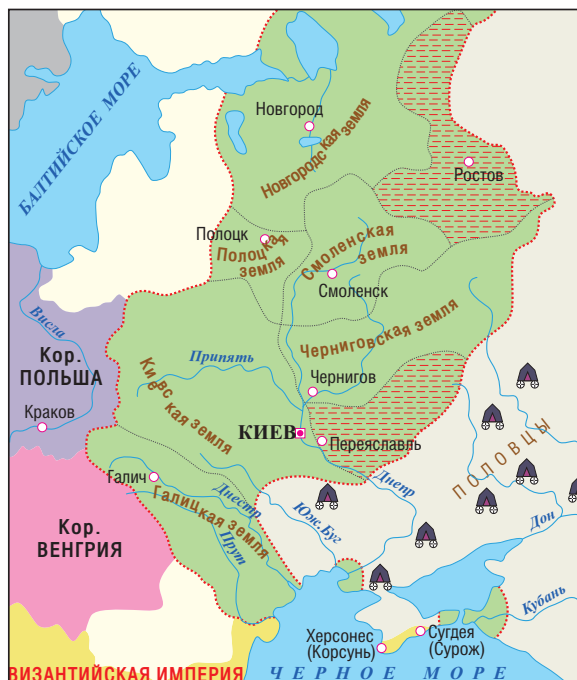 БАЛТИЙСКОЕ МОРЕ
Новгород
Новгородская земля
Ростов
Полоцк
Полоцкая
земля
Смоленская
земля
Смоленск
Висла
Кор.
ПОЛЬША
Краков
Припять
Киевская земля
Черниговская земля
Чернигов
КИЕВ
Переяславль
ПОЛОВЦЫ
Галич
Галицкая земля
Днестр
Прут
Юж.Буг
Днепр
Дон
Кубань
Кор.
ВЕНГРИЯ
Херсонес
(Корсунь)
Сугдея
(Сурож)
ВИЗАНТИЙСКАЯ ИМПЕРИЯ
ЧЕРНОЕ МОРЕ